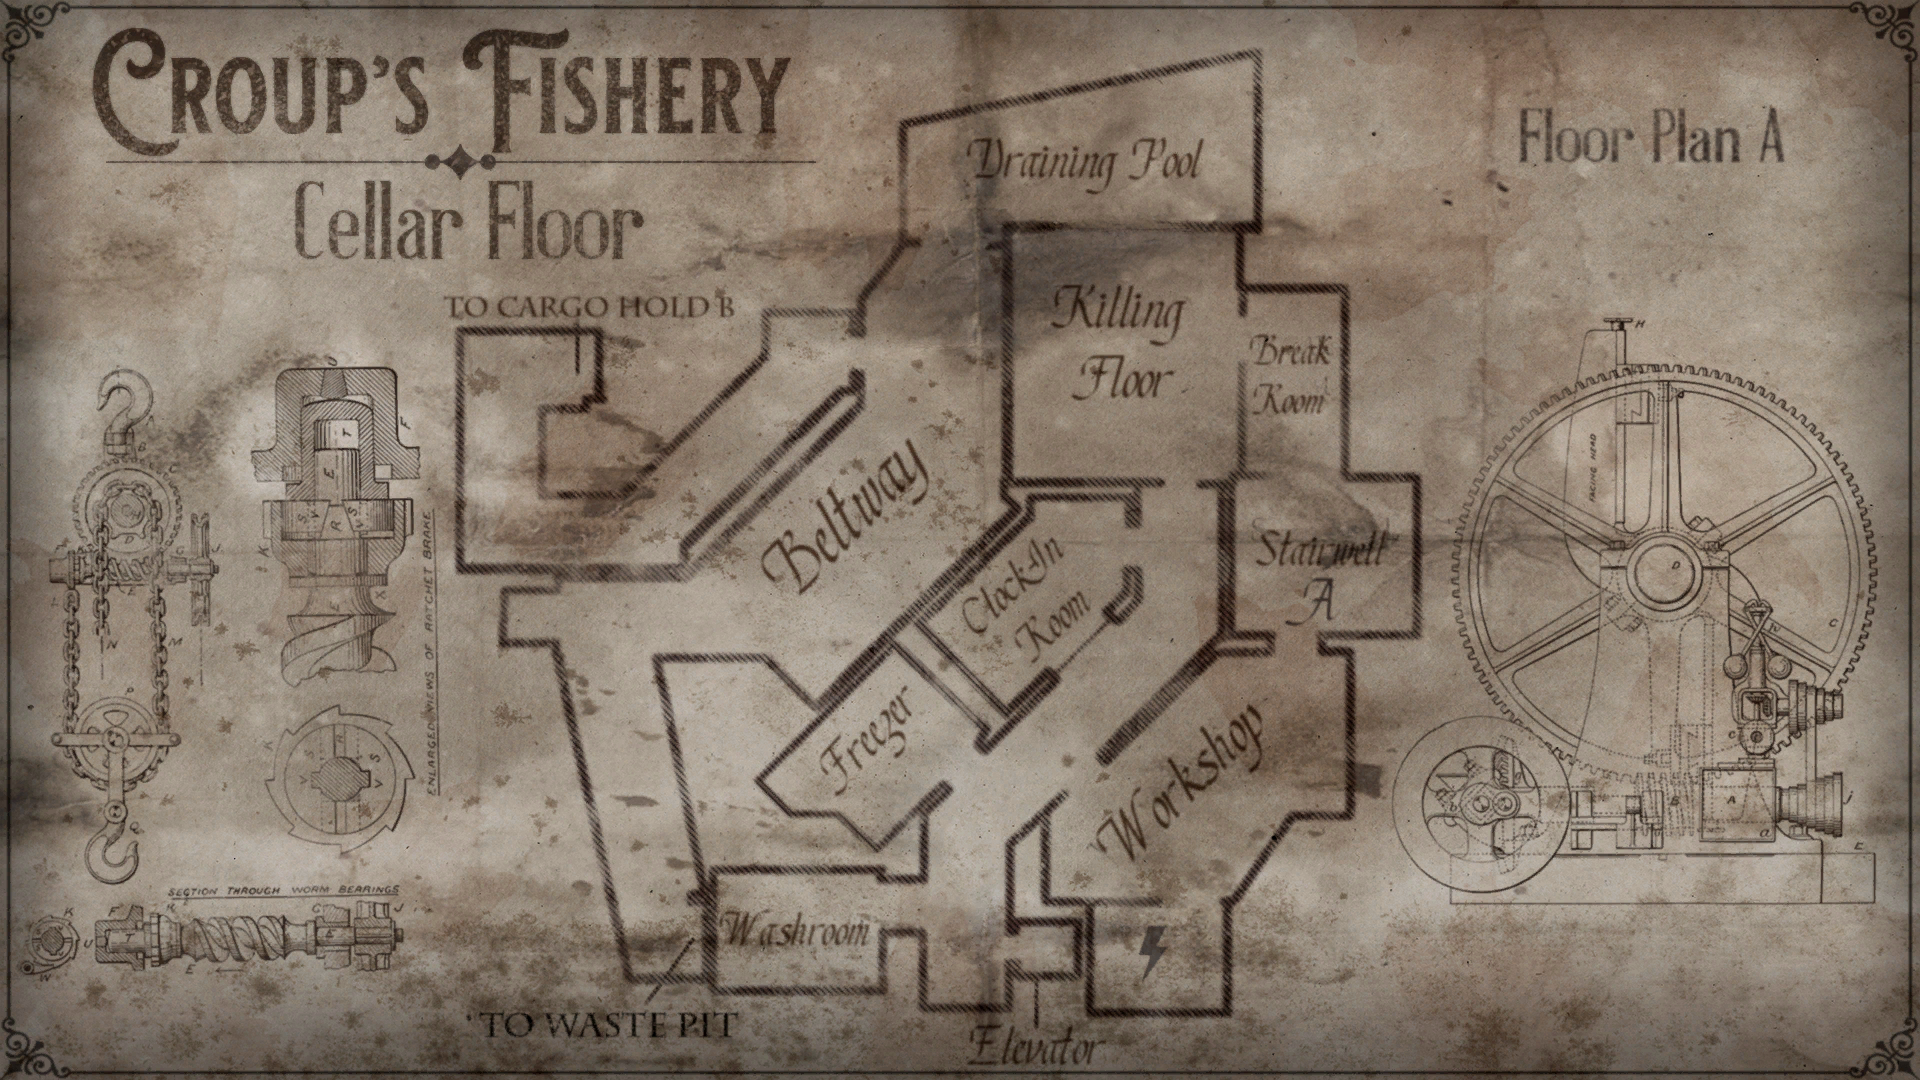 CROUP'S FISHERY
Cellar Floor
Floor Plan A
Draining Pool
TO CARGO HOLD B
Killing
Floor
Break
Room
Beltway
Clock-In
Room
Stairwell
A
Freezer
Workshop
Washroom
TO WASTE PIT
Elevator
ENLARGED VIEWS OF RATCHET BRAKE
SECTION THROUGH WORM BEARINGS
FACING HEAD